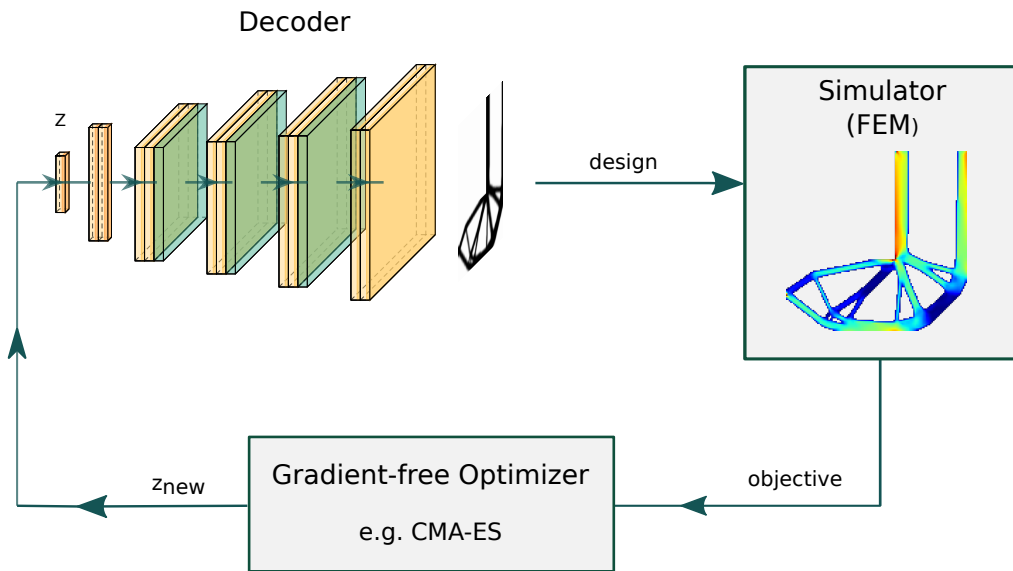 Decoder
z
design
Simulator
(FEM)
objective
Gradient-free Optimizer
e.g. CMA-ES
znew